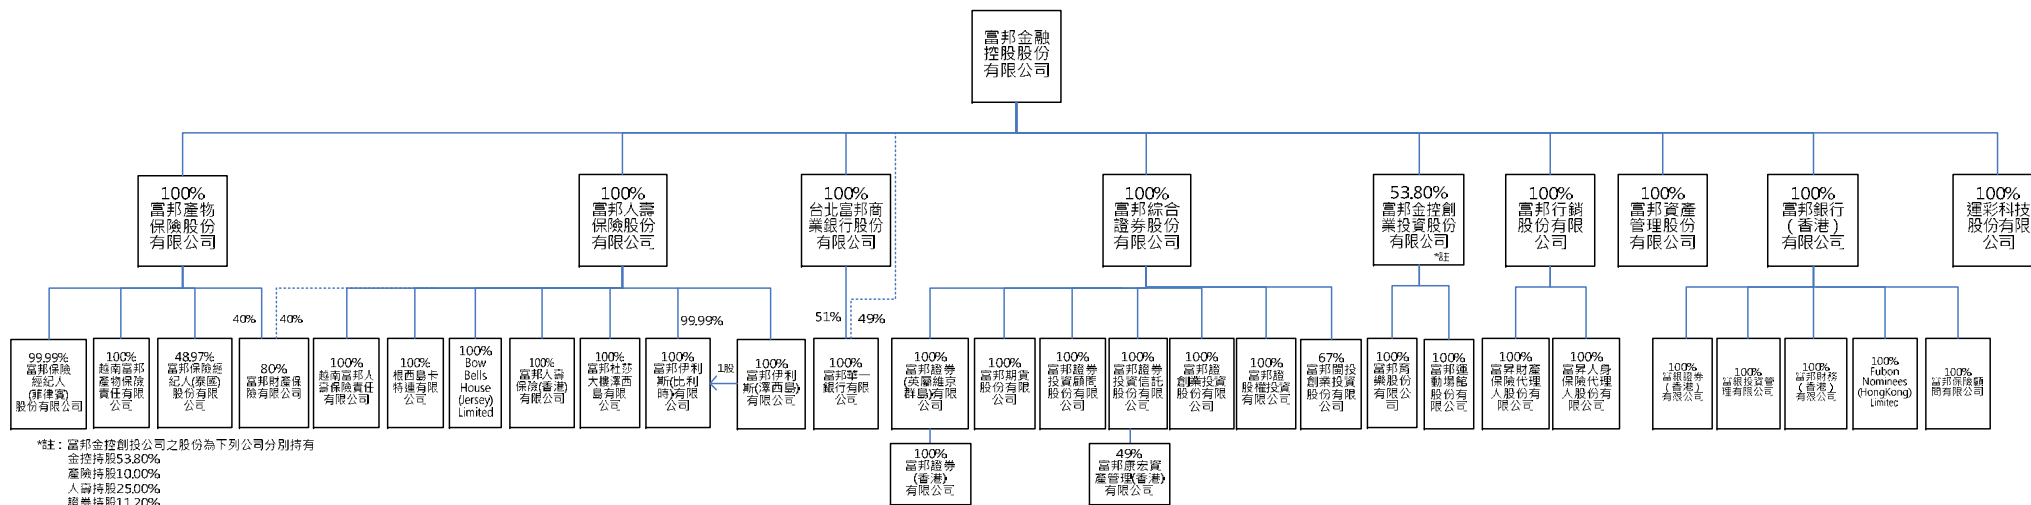 富邦金融
控股股份
有限公司
100%
富邦產物
保險股份
有限公司
100%
富邦人壽
保險股份
有限公司
100%
台北富邦商
業銀行股份
有限公司
100%
富邦綜合
證券股份
有限公司
53.80%
富邦金控創
業投資股份
有限公司
*註
100%
富邦行銷
股份有限
公司
100%
富邦資產
管理股份
有限公司
100%
富邦銀行
(香港)
有限公司
100%
運彩科技
股份有限
公司
40%
40%
99.99%
51%
49%
99.99%
富邦保險
經紀人
(菲律賓)
股份有限公司
100%
越南富邦
產物保險
責任有限
公司
48.97%
富邦保險經
紀人(泰國)
股份有限
公司
80%
富邦財產保
險有限公司
100%
越南富邦人
壽保險責任
有限公司
100%
根西島卡
特連有限
公司
100%
Bow
Bells
House
(Jersey)
Limited
100%
富邦人壽
保險(香港)
有限公司
100%
富邦杜莎
大樓澤西
島有限
公司
100%
富邦伊利
斯(比利
時)有限
公司
1股
100%
富邦伊利
斯(澤西島)
有限公司
100%
富邦華一
銀行有限
公司
100%
富邦證券
(英屬維京
群島)有限
公司
100%
富邦期貨
股份有限
公司
100%
富邦證券
投資顧問
股份有限
公司
100%
富邦證券
投資信託
股份有限
公司
100%
富邦證
創業投資
股份有限
公司
100%
富邦證
股權投資
有限公司
67%
富邦閎投
創業投資
股份有限
公司
100%
富邦育
樂股份有
限公司
100%
富邦運
動場館
股份有
限公司
100%
富昇財產
保險代理
人股份有
限公司
100%
富昇人身
保險代理
人股份有
限公司
100%
富銀證券
(香港)
有限公司
100%
富銀投資管
理有限公司
100%
富邦財務
(香港)
有限公司
100%
Fubon
Nominees
(HongKong)
Limited
100%
富邦保險顧
問有限公司
100%
富邦證券
(香港)
有限公司
49%
富邦康宏資
產管理(香港)
有限公司
*註：富邦金控創投公司之股份為下列公司分別持有
金控持股53.80%
產險持股10.00%
人壽持股25.00%
證券持股11.20%